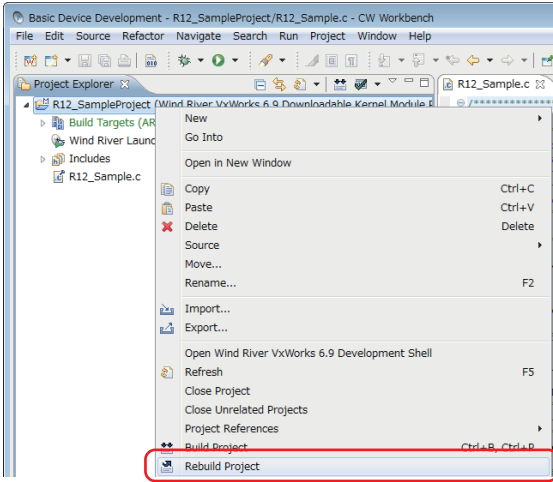 Basic Device Development - R12_SampleProject/R12_Sample.c - CW Workbench
File Edit Source Refactor Navigate Search Run Project Window Help
Project Explorer R12_Sample.c
R12_SampleProject (Wind River VxWorks 6.9 Downloadable Kernel Module P
Build Targets (AR
Wind River Launc
Includes
R12_Sample.c
New
Go Into
Open in New Window
Copy Ctrl+C
Paste Ctrl+V
Delete Delete
Source
Move...
Rename... F2
Import...
Export...
Open Wind River VxWorks 6.9 Development Shell
Refresh F5
Close Project
Close Unrelated Projects
Project References
Build Project Ctrl+B, Ctrl+P
Rebuild Project